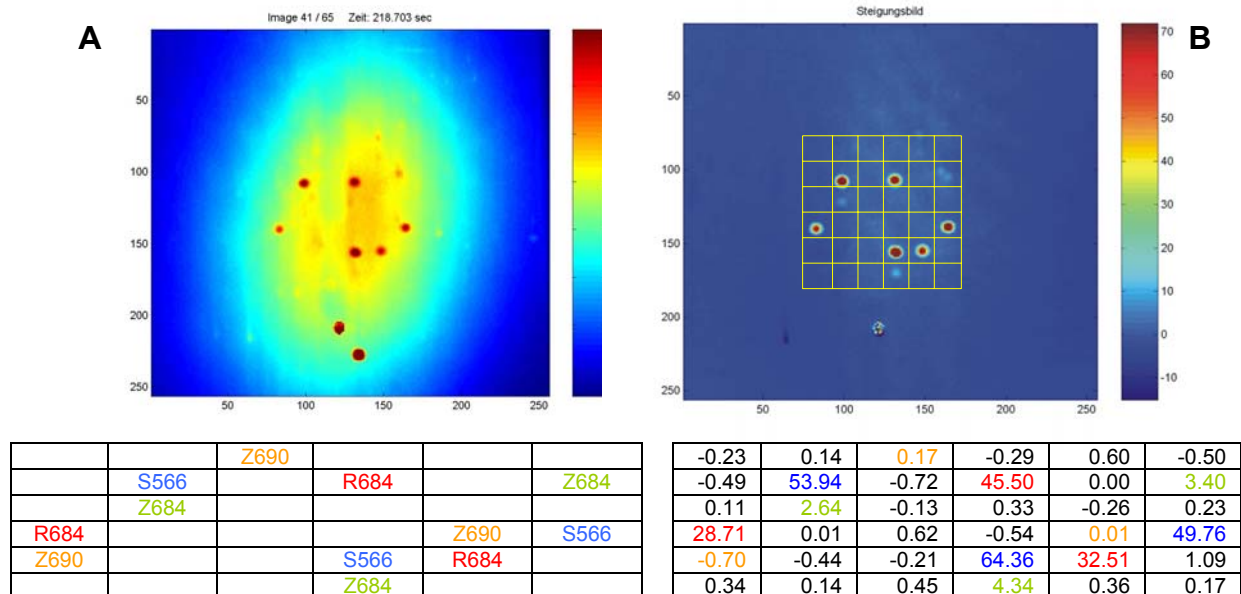 Image 41 / 65 Zeit: 218.703 sec
A
50
100
150
200
250
50 100 150 200 250
Steigungsbild
B
50
100
150
200
250
50 100 150 200 250
70
60
50
40
30
20
10
0
-10
Z690
S566 R684 Z684
Z684
R684 Z690 S566
Z690 S566 R684
Z684
-0.23 0.14 0.17 -0.29 0.60 -0.50
-0.49 53.94 -0.72 45.50 0.00 3.40
0.11 2.64 -0.13 0.33 -0.26 0.23
28.71 0.01 0.62 -0.54 0.01 49.76
-0.70 -0.44 -0.21 64.36 32.51 1.09
0.34 0.14 0.45 4.34 0.36 0.17